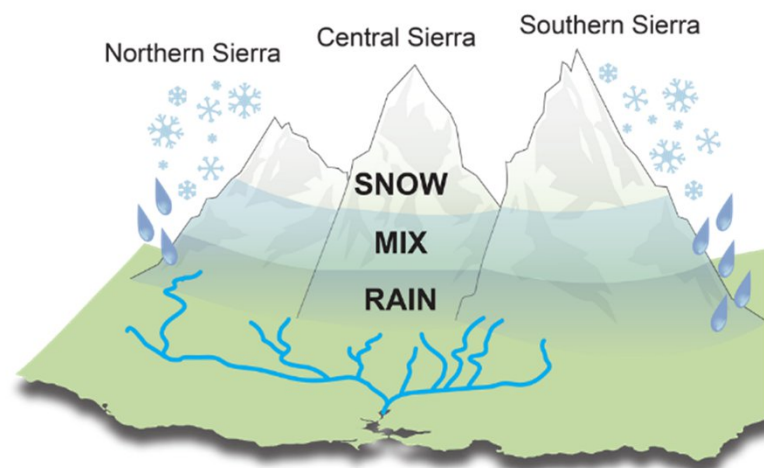 Northern Sierra
Central Sierra
Southern Sierra
SNOW
MIX
RAIN